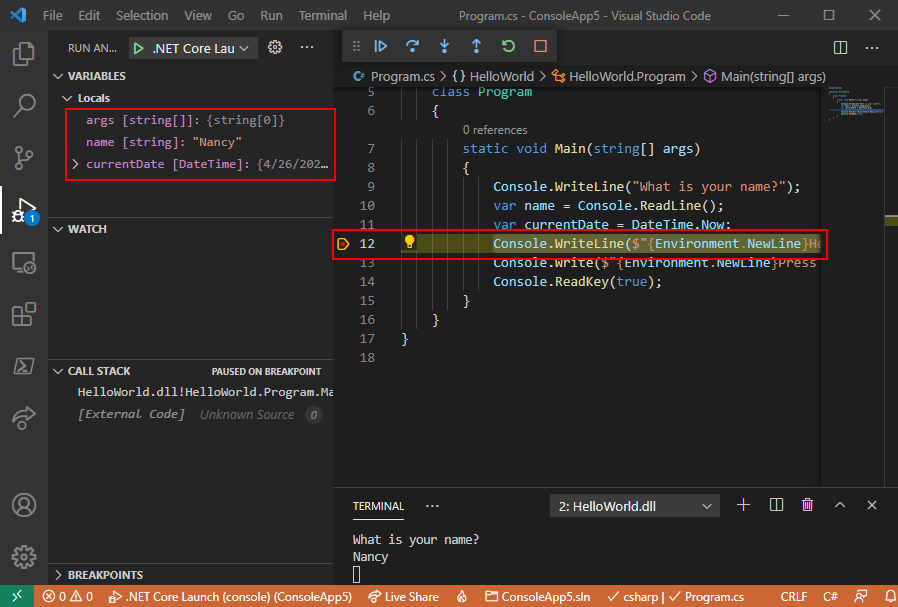 File Edit Selection View Go Run Terminal Help Program.cs - ConsoleApp5 - Visual Studio Code
RUN AN... .NET Core Lau
VARIABLES
Locals
args [string[]]: {string[0]}
name [string]: "Nancy"
currentDate [DateTime]: {4/26/202…
WATCH
CALL STACK PAUSED ON BREAKPOINT
HelloWorld.dll!HelloWorld.Program.Ma
[External Code] Unknown Source 0
BREAKPOINTS
1
Program.cs > {} HelloWorld > HelloWorld.Program > Main(string[] args)
5 class Program
6 {
0 references
7 static void Main(string[] args)
8 {
9 Console.WriteLine("What is your name?");
10 var name = Console.ReadLine();
11 var currentDate = DateTime.Now;
12 Console.WriteLine($"{Environment.NewLine}He
13 Console.Write($"{Environment.NewLine}Press
14 Console.ReadKey(true);
15 }
16 }
17 }
18
TERMINAL ... 2: HelloWorld.dll
What is your name?
Nancy
0 0 .NET Core Launch (console) (ConsoleApp5) Live Share ConsoleApp5.sln csharp | Program.cs CRLF C#